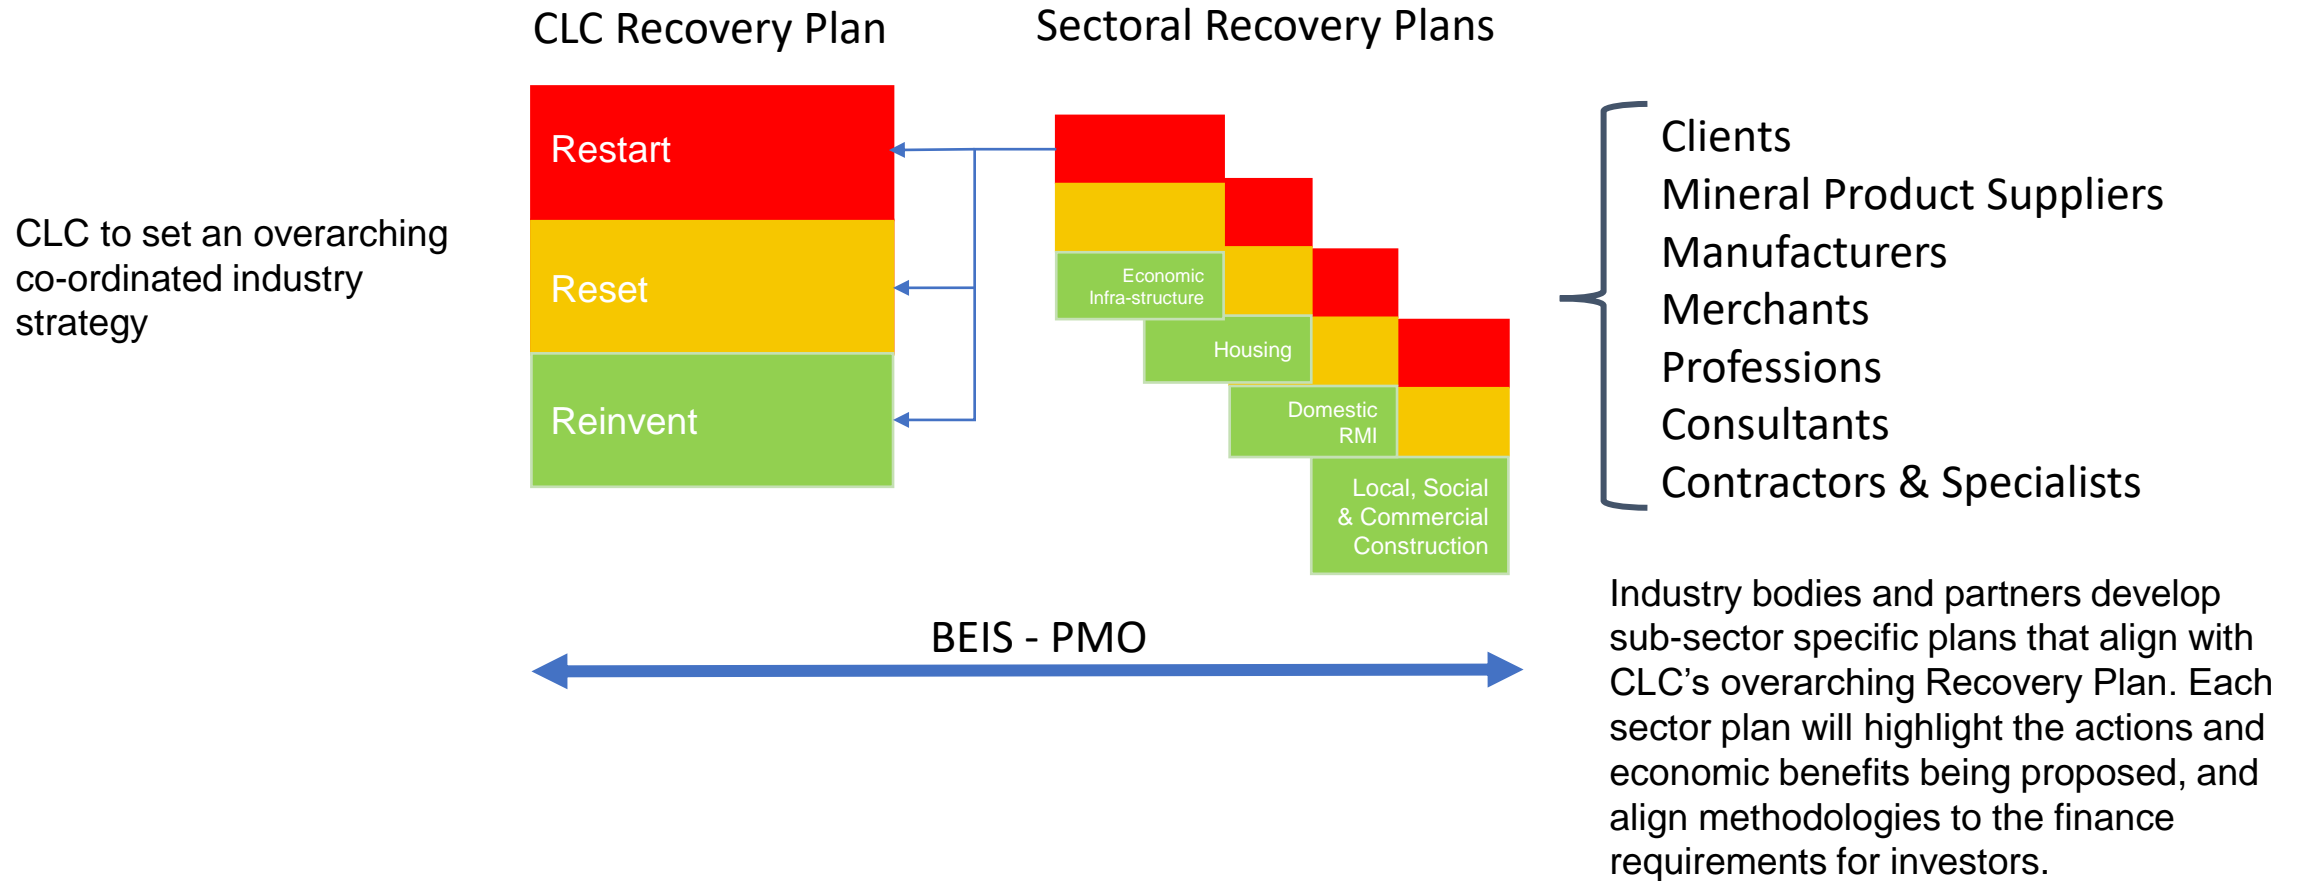 CLC Recovery Plan
Sectoral Recovery Plans
CLC to set an overarching
co-ordinated industry
strategy
Restart
Reset
Reinvent
Economic
Infra-structure
Housing
Domestic
RMI
Local, Social
& Commercial
Construction
Clients
Mineral Product Suppliers
Manufacturers
Merchants
Professions
Consultants
Contractors & Specialists
BEIS - PMO
Industry bodies and partners develop
sub-sector specific plans that align with
CLC’s overarching Recovery Plan. Each
sector plan will highlight the actions and
economic benefits being proposed, and
align methodologies to the finance
requirements for investors.